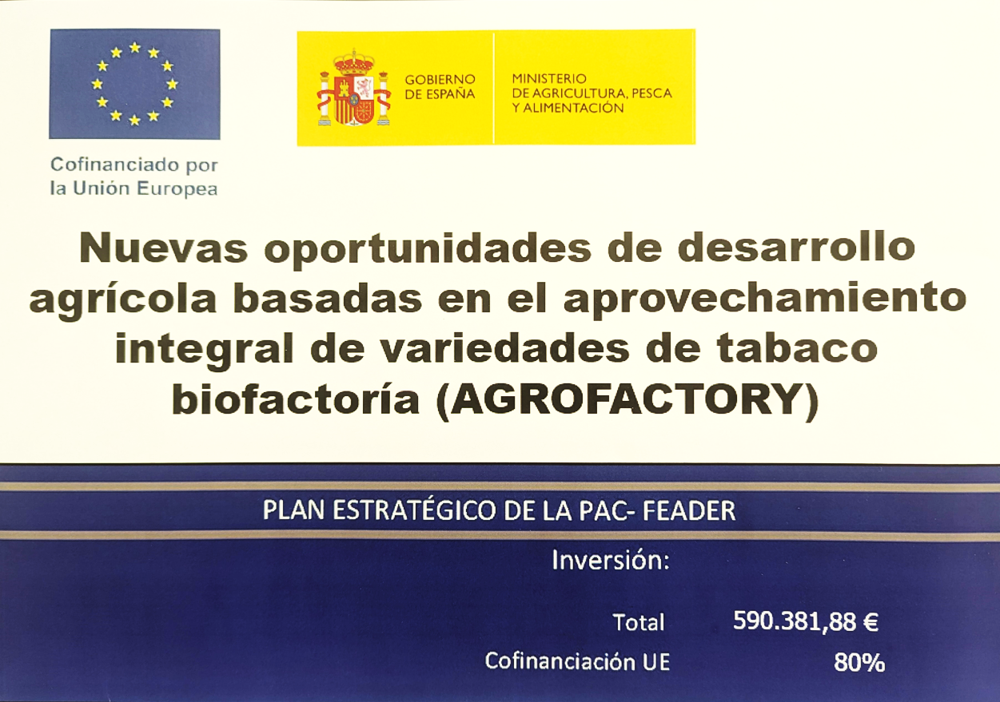 GOBIERNO
DE ESPAÑA
MINISTERIO
DE AGRICULTURA, PESCA
Y ALIMENTACIÓN
Cofinanciado por
la Unión Europea
Nuevas oportunidades de desarrollo
agrícola basadas en el aprovechamiento
integral de variedades de tabaco
biofactoría (AGROFACTORY)
PLAN ESTRATÉGICO DE LA PAC- FEADER
Inversión:
Total 590.381,88 €
Cofinanciación UE 80%